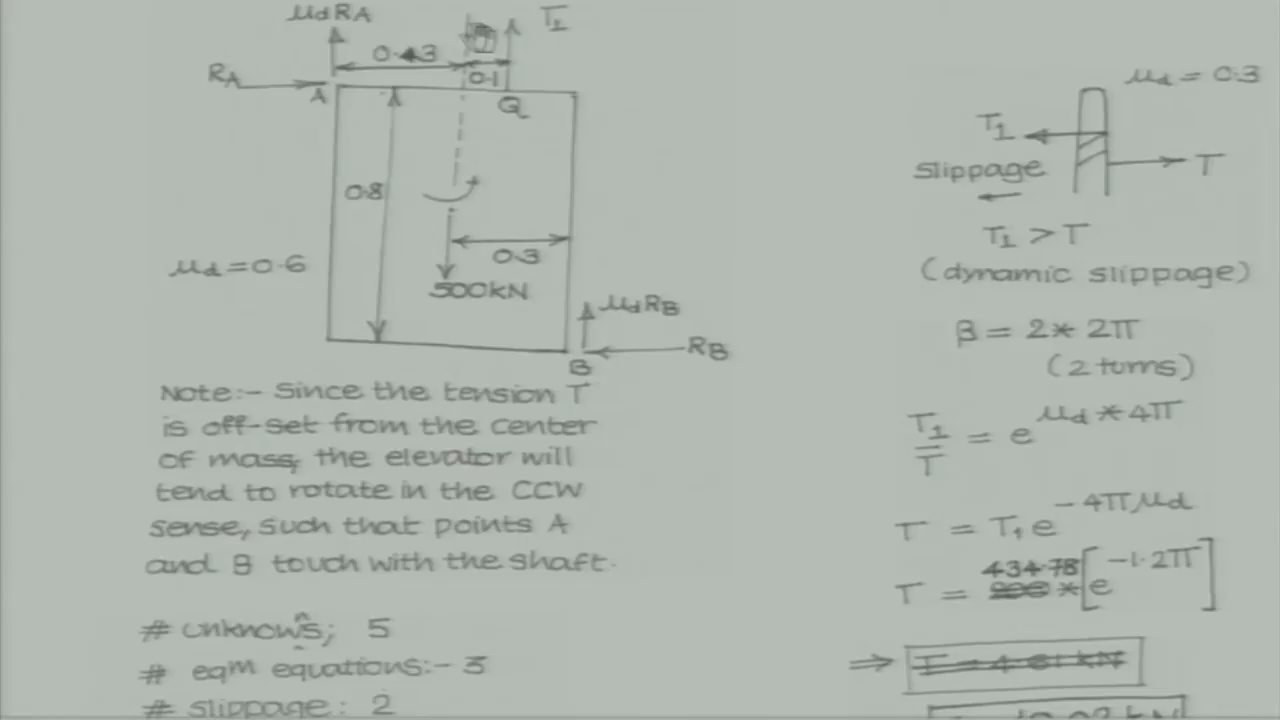 μdRA
T1
0.43
0.1
RA
A
Q
0.8
μd = 0.6
0.3
500kN
μdRB
RB
B
Note:- Since the tension T
is off-set from the center
of mass, the elevator will
tend to rotate in the CCW
sense, such that points A
and B touch with the shaft.
# unknowns; 5
# eqm equations:- 3
# slippage: 2
μd = 0.3
T1
slippage
T
T1 > T
(dynamic slippage)
β = 2* 2π
(2 turns)
T1/T = e^μd * 4π
T = T1 e^-4πμd
434.78
T = * e[-1.2π]